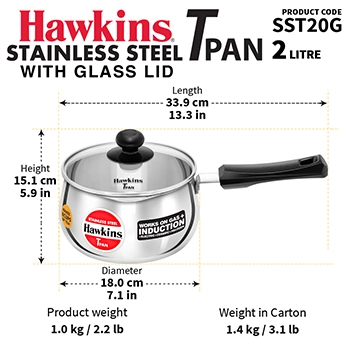 Hawkins TPAN
PRODUCT CODE
SST20G
STAINLESS STEEL
2 LITRE
WITH GLASS LID
Length
33.9 cm
13.3 in
Height
15.1 cm
5.9 in
Hawkins
TPAN
STAINLESS STEEL
Hawkins
TPAN
WORKS ON GAS +
INDUCTION
Diameter
18.0 cm
7.1 in
Product weight
1.0 kg / 2.2 lb
Weight in Carton
1.4 kg / 3.1 lb